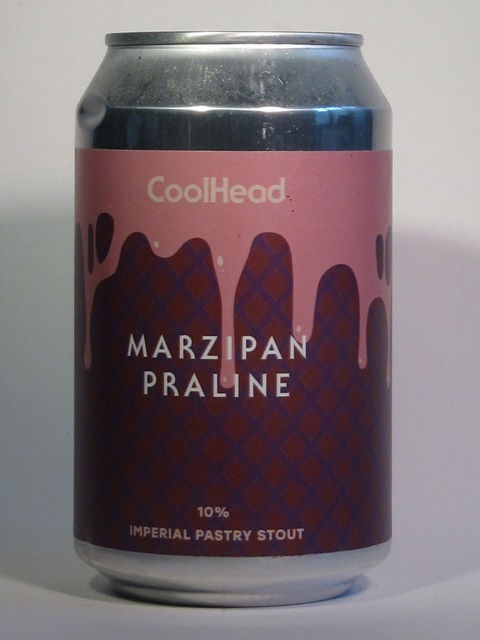 CoolHead
MARZIPAN
PRALINE
10%
IMPERIAL PASTRY STOUT